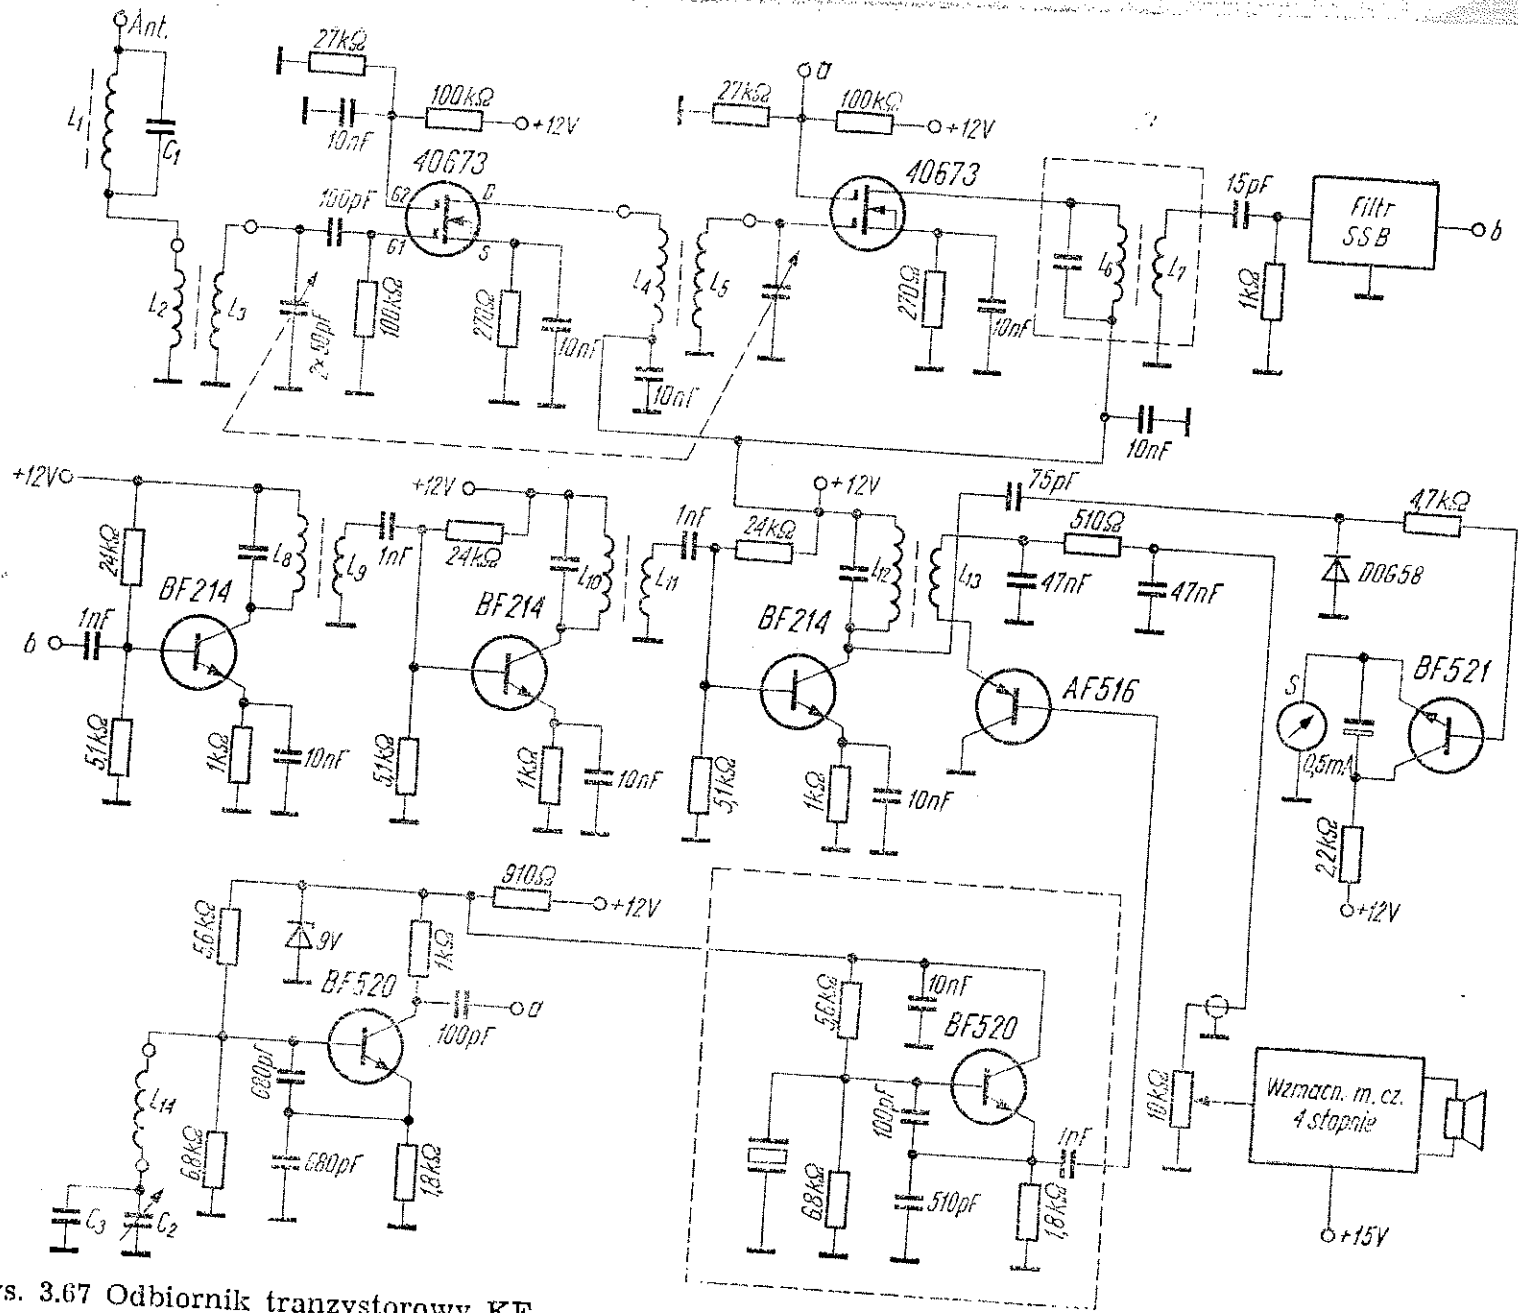 Ant.
27kΩ
L1
C1
10nF
100kΩ
+12V
40673
G2
D
G1
S
100pF
L2
L3
2×50pF
100kΩ
270Ω
10nF
L4
L5
10nF
a
27kΩ
100kΩ
+12V
40673
270Ω
10nF
L6
L7
15pF
1kΩ
Filtr
SSB
b
10nF
+12V
24kΩ
BF214
1nF
b
5,1kΩ
1kΩ
10nF
L8
L9
1nF
+12V
24kΩ
BF214
5,1kΩ
1kΩ
10nF
L10
L11
1nF
24kΩ
+12V
BF214
5,1kΩ
1kΩ
10nF
L12
L13
75pF
510Ω
47nF
47nF
AF516
4,7kΩ
DOG58
BF521
S
0,5mA
2,2kΩ
+12V
5,6kΩ
9V
910Ω
+12V
1kΩ
BF520
100pF
a
680pF
L14
6,8kΩ
680pF
1,8kΩ
C3
C2
5,6kΩ
10nF
BF520
100pF
1nF
6,8kΩ
510pF
1,8kΩ
10kΩ
Wzmacn. m. cz.
4 stopnie
+15V
ys. 3.67 Odbiornik tranzystorowy KF